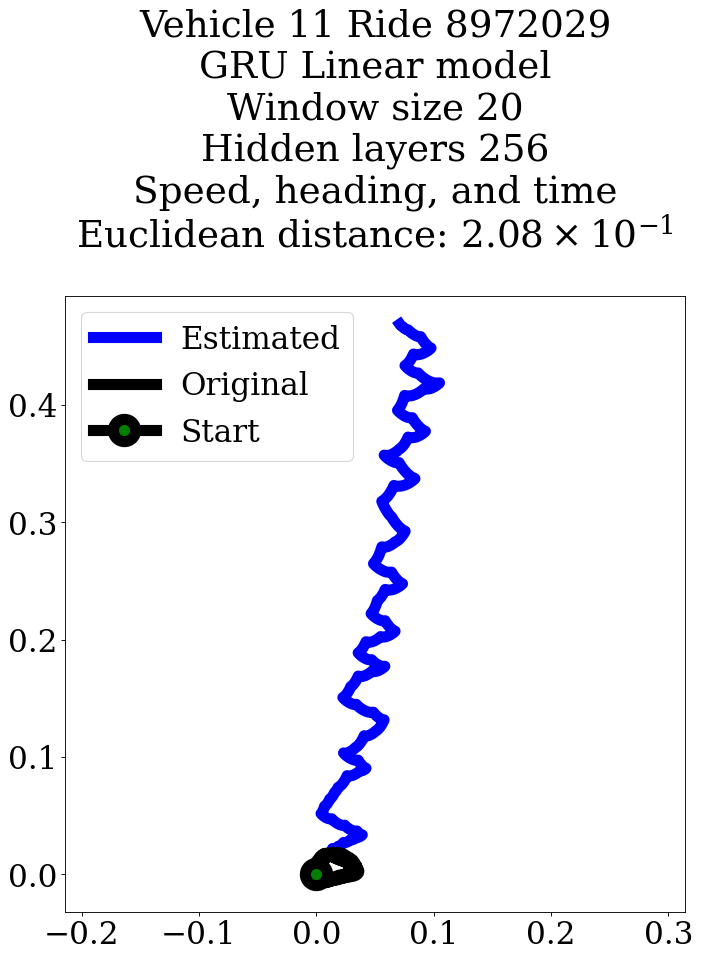 Vehicle 11 Ride 8972029
GRU Linear model
Window size 20
Hidden layers 256
Speed, heading, and time
Euclidean distance: 2.08 × 10⁻¹
Estimated
Original
Start
0.4
0.3
0.2
0.1
0.0
−0.2 −0.1 0.0 0.1 0.2 0.3